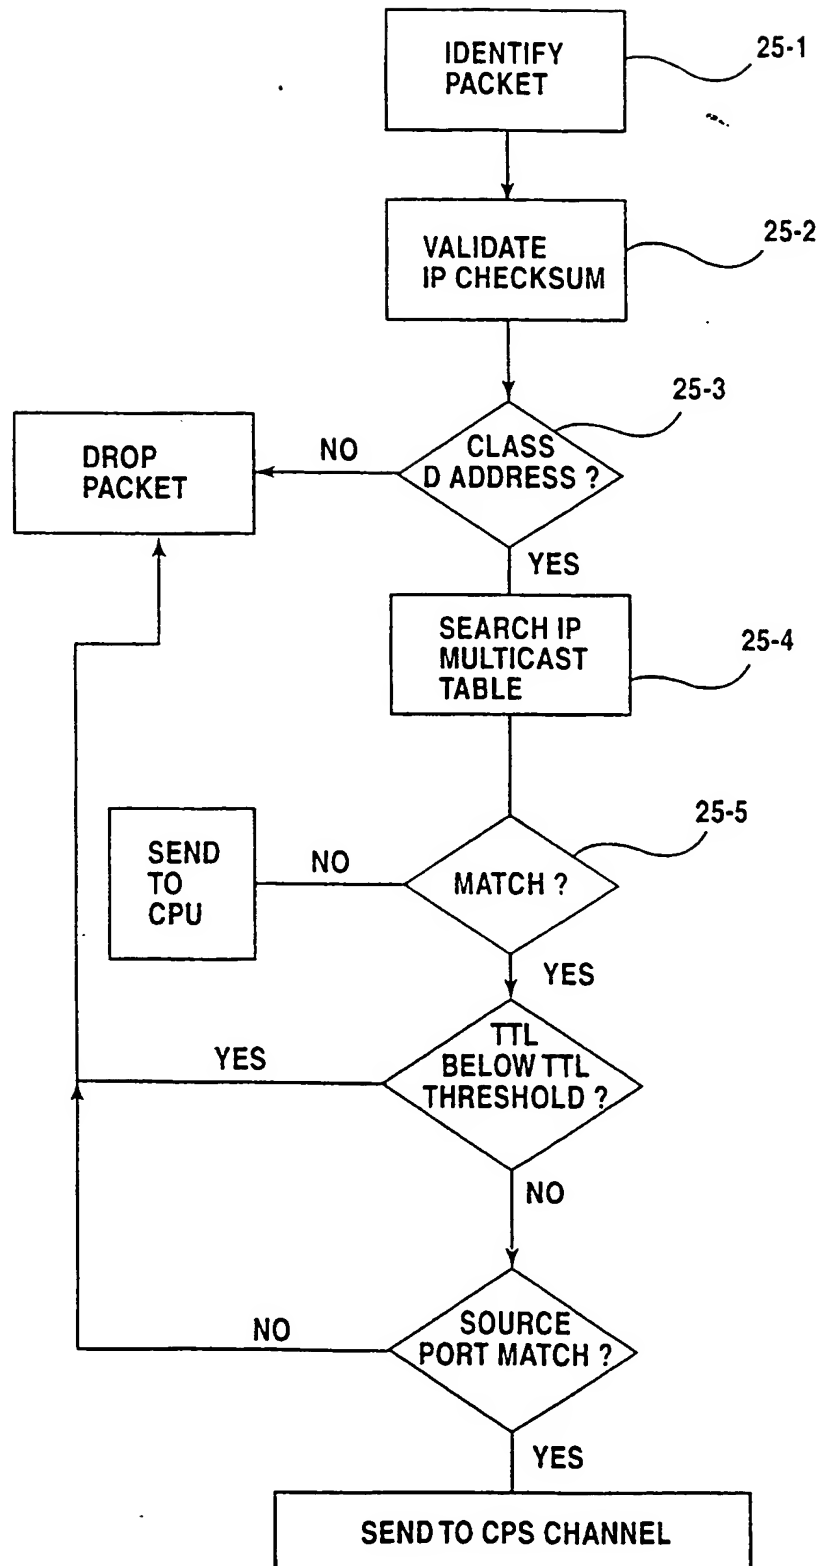 IDENTIFY
PACKET
25-1
VALIDATE
IP CHECKSUM
25-2
25-3
CLASS
D ADDRESS ?
NO
DROP
PACKET
YES
SEARCH IP
MULTICAST
TABLE
25-4
25-5
MATCH ?
NO
SEND
TO
CPU
YES
TTL
BELOW TTL
THRESHOLD ?
YES
NO
SOURCE
PORT MATCH ?
NO
YES
SEND TO CPS CHANNEL